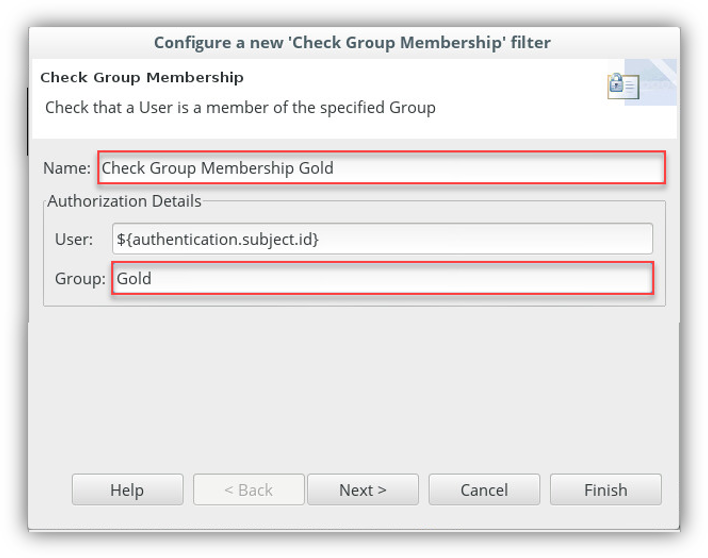 Configure a new 'Check Group Membership' filter
Check Group Membership
Check that a User is a member of the specified Group
Name: Check Group Membership Gold
Authorization Details
User: ${authentication.subject.id}
Group: Gold
Help < Back Next > Cancel Finish